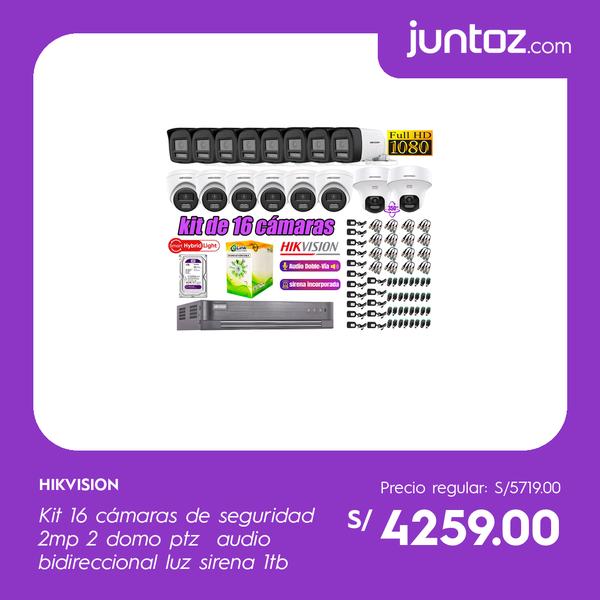 juntoz.com
Full HD
1080
HIKVISION
360°
kit de 16 cámaras
Smart Hybrid Light
HIKVISION
Audio Doble-Vía
sirena incorporada
HIKVISION
Precio regular: S/5719.00
Kit 16 cámaras de seguridad
2mp 2 domo ptz audio
bidireccional luz sirena 1tb
S/ 4259.00